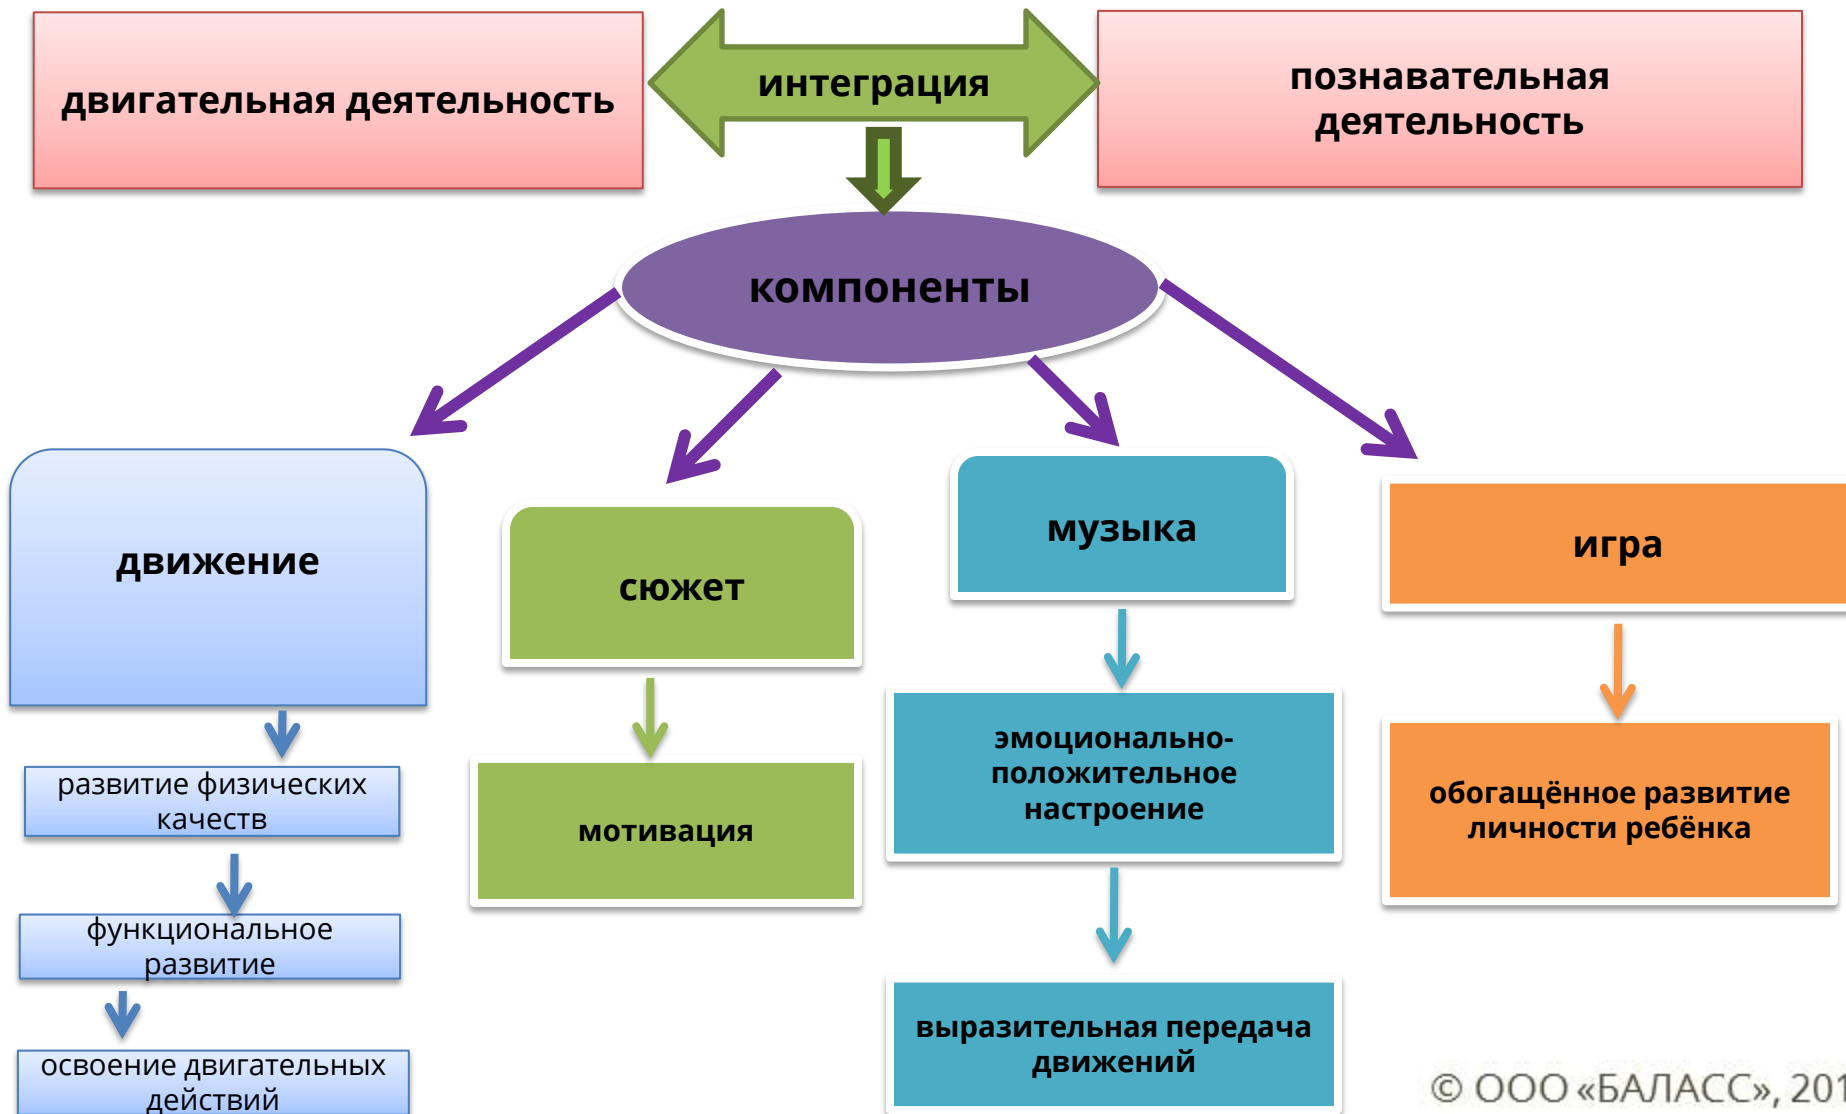 двигательная деятельность
интеграция
познавательная
деятельность
компоненты
движение
сюжет
музыка
игра
развитие физических
качеств
функциональное
развитие
освоение двигательных
действий
мотивация
эмоционально-
положительное
настроение
выразительная передача
движений
обогащённое развитие
личности ребёнка
© ООО «БАЛАСС», 201